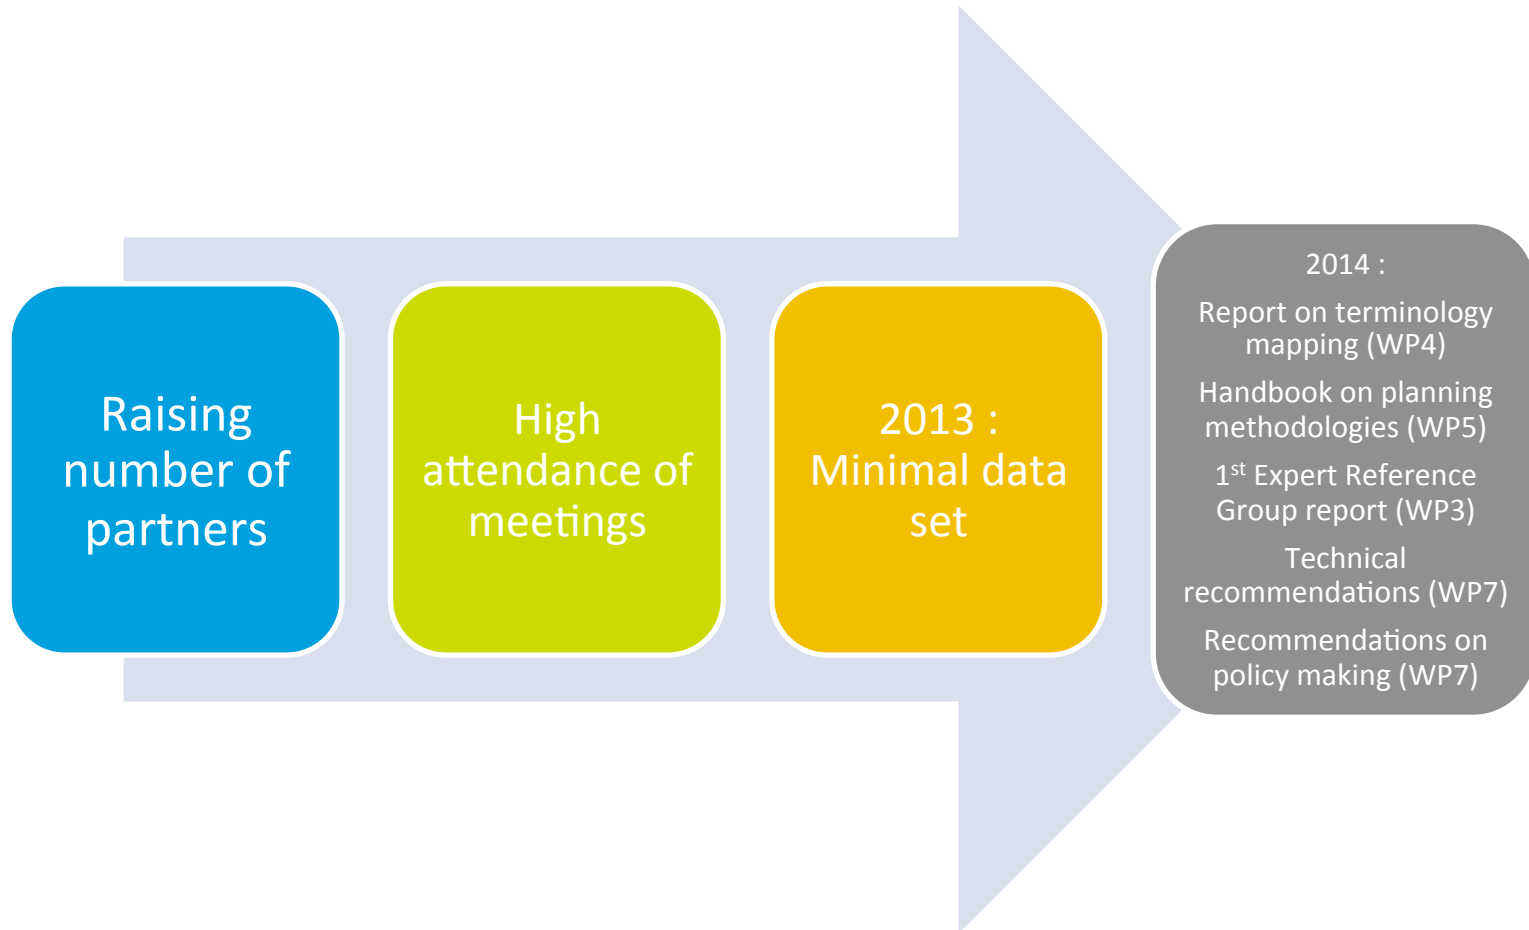 Raising
number of
partners
High
attendance of
meetings
2013 :
Minimal data
set
2014 :
Report on terminology
mapping (WP4)
Handbook on planning
methodologies (WP5)
1st Expert Reference
Group report (WP3)
Technical
recommendations (WP7)
Recommendations on
policy making (WP7)